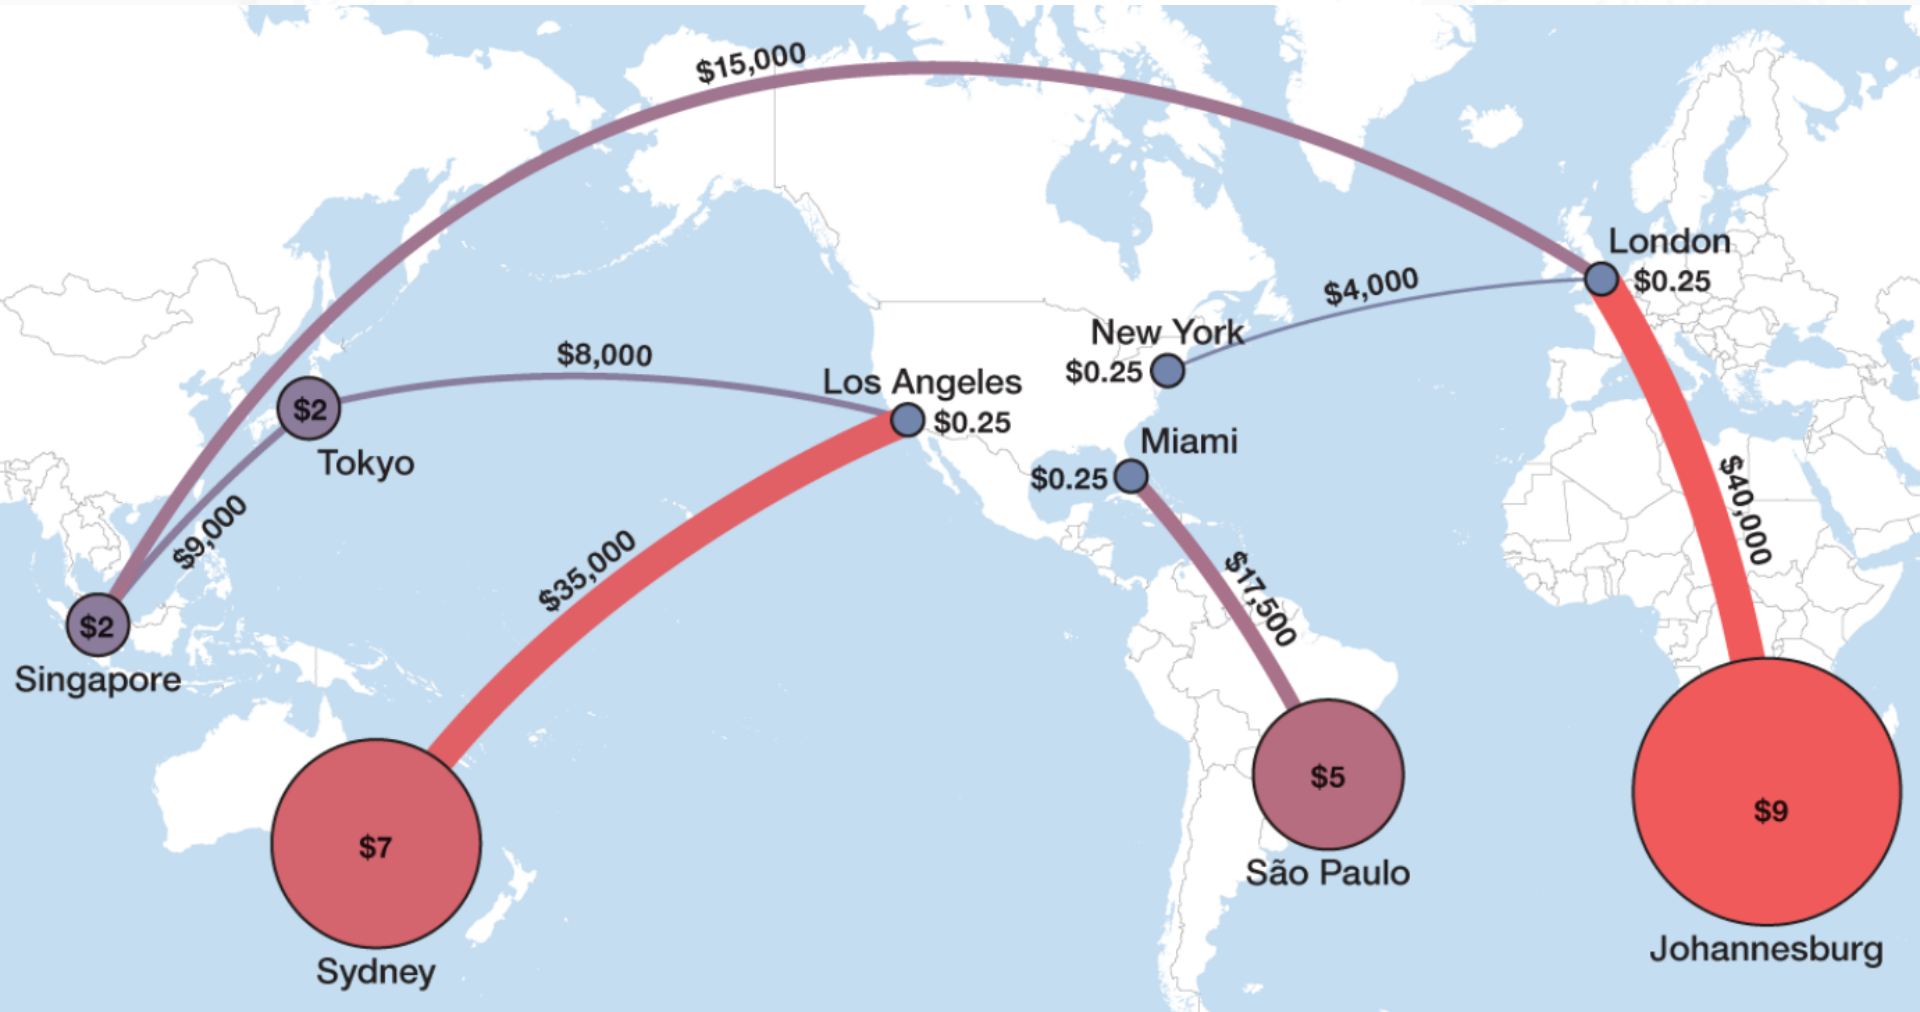 $15,000
London
$0.25
$4,000
New York
$0.25
$8,000
Los Angeles
$0.25
$2
Tokyo
Miami
$0.25
$9,000
$40,000
$35,000
$17,500
$2
Singapore
$7
Sydney
$5
São Paulo
$9
Johannesburg